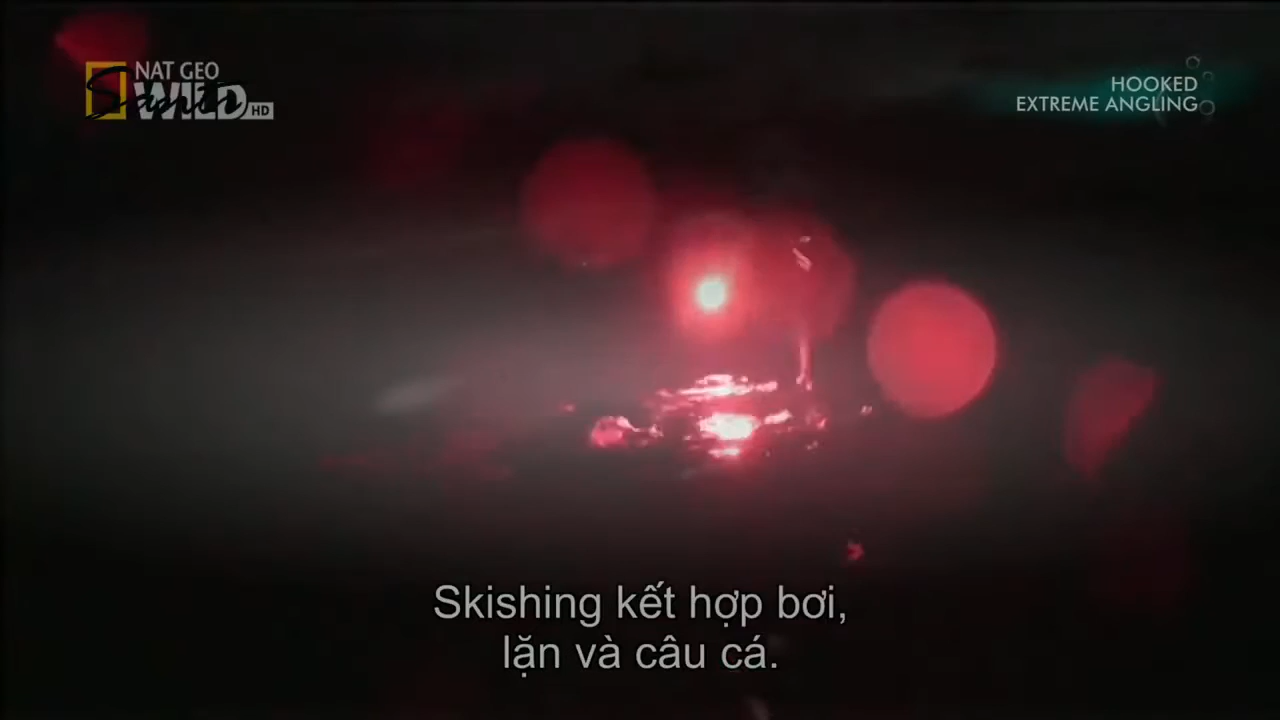 NAT GEO
WILD HD
HOOKED
EXTREME ANGLING
Skishing kết hợp bơi,
lặn và câu cá.